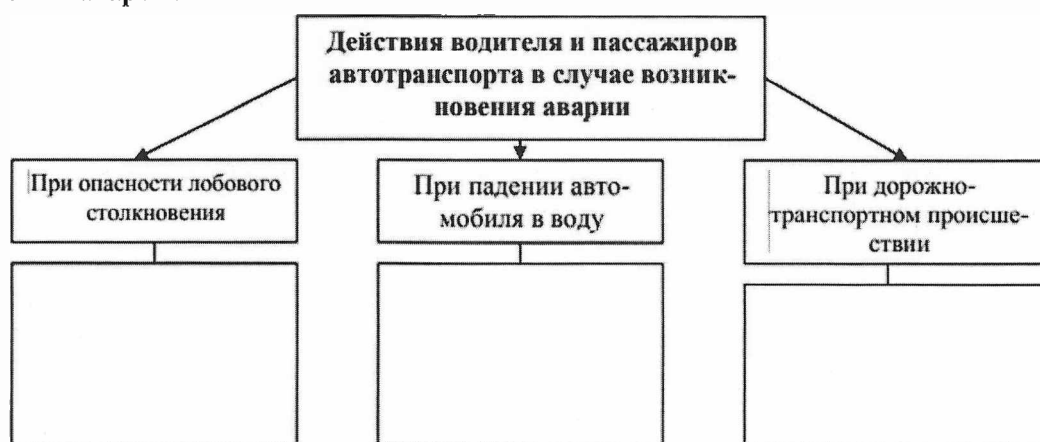 Действия водителя и пассажиров
автотранспорта в случае возник-
новения аварии
При опасности лобового
столкновения
При падении авто-
мобиля в воду
При дорожно-
транспортном происше-
ствии